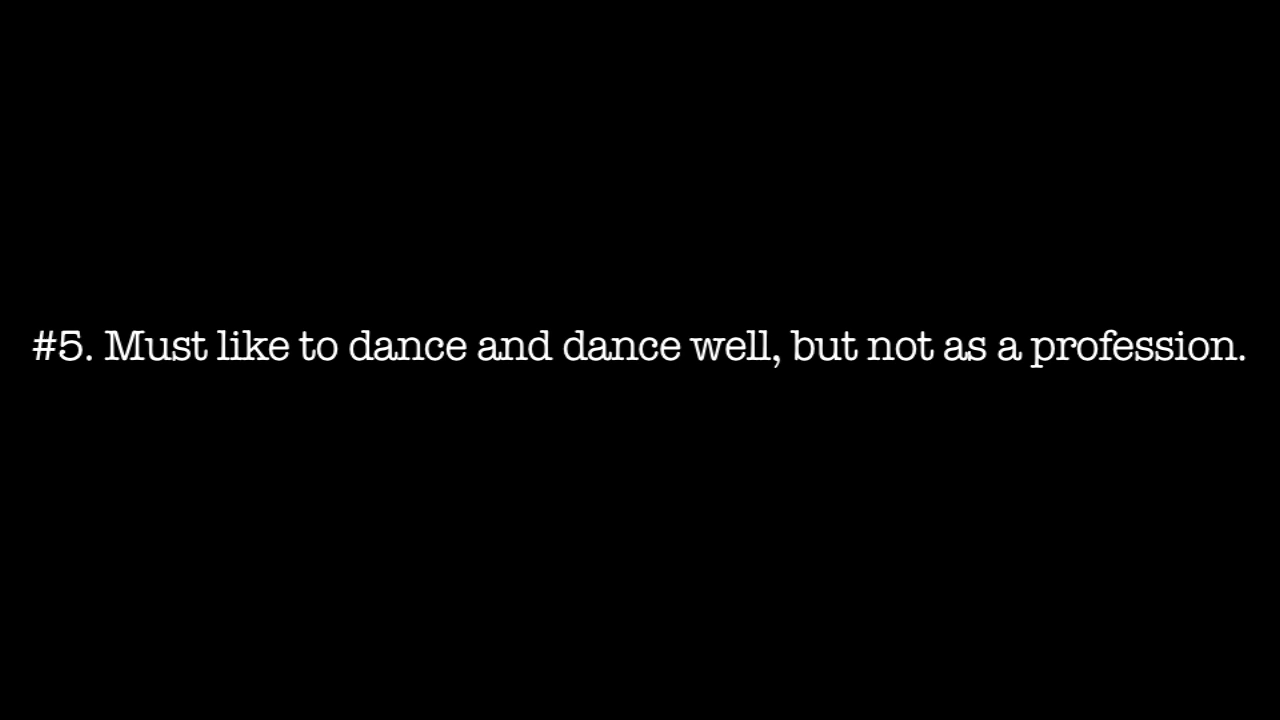 #5. Must like to dance and dance well, but not as a profession.